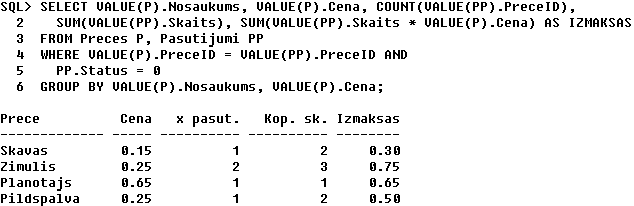 SQL> SELECT VALUE(P).Nosaukums, VALUE(P).Cena, COUNT(VALUE(PP).PreceID),
2 SUM(VALUE(PP).Skaits), SUM(VALUE(PP).Skaits * VALUE(P).Cena) AS IZMAKSAS
3 FROM Preces P, Pasutijumi PP
4 WHERE VALUE(P).PreceID = VALUE(PP).PreceID AND
5 PP.Status = 0
6 GROUP BY VALUE(P).Nosaukums, VALUE(P).Cena;
Prece Cena x pasut. Kop. sk. Izmaksas
------------- ----- ---------- ---------- --------
Skavas 0.15 1 2 0.30
Zimulis 0.25 2 3 0.75
Planotajs 0.65 1 1 0.65
Pildspalva 0.25 1 2 0.50